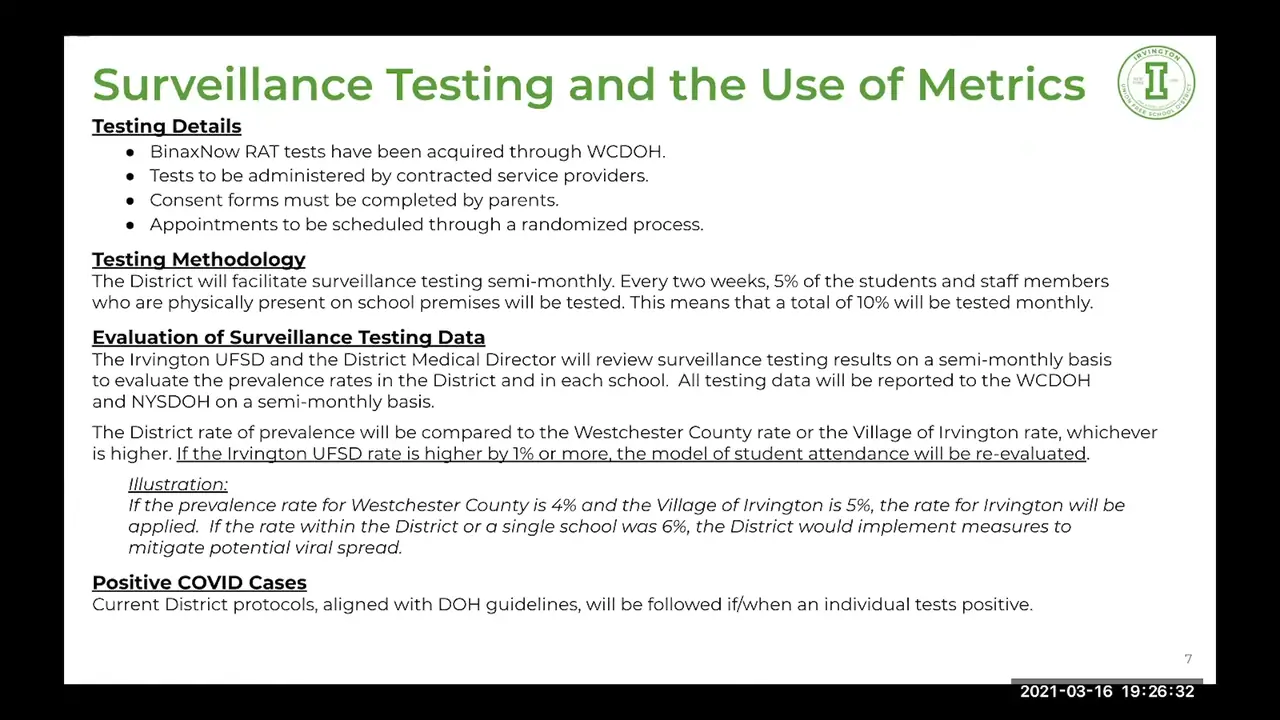 Surveillance Testing and the Use of Metrics
IRVINGTON
I
UNION FREE SCHOOL DISTRICT
Testing Details
● BinaxNow RAT tests have been acquired through WCDOH.
● Tests to be administered by contracted service providers.
● Consent forms must be completed by parents.
● Appointments to be scheduled through a randomized process.
Testing Methodology
The District will facilitate surveillance testing semi-monthly. Every two weeks, 5% of the students and staff members
who are physically present on school premises will be tested. This means that a total of 10% will be tested monthly.
Evaluation of Surveillance Testing Data
The Irvington UFSD and the District Medical Director will review surveillance testing results on a semi-monthly basis
to evaluate the prevalence rates in the District and in each school.  All testing data will be reported to the WCDOH
and NYSDOH on a semi-monthly basis.
The District rate of prevalence will be compared to the Westchester County rate or the Village of Irvington rate, whichever
is higher. If the Irvington UFSD rate is higher by 1% or more, the model of student attendance will be re-evaluated.
Illustration:
If the prevalence rate for Westchester County is 4% and the Village of Irvington is 5%, the rate for Irvington will be
applied.  If the rate within the District or a single school was 6%, the District would implement measures to
mitigate potential viral spread.
Positive COVID Cases
Current District protocols, aligned with DOH guidelines, will be followed if/when an individual tests positive.
7
2021-03-16 19:26:32